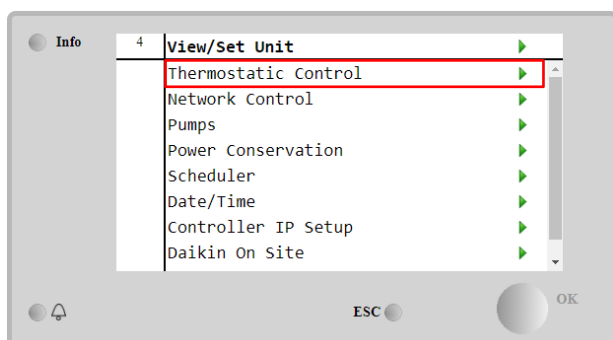 Info
4 View/Set Unit
Thermostatic Control
Network Control
Pumps
Power Conservation
Scheduler
Date/Time
Controller IP Setup
Daikin On Site
ESC
OK